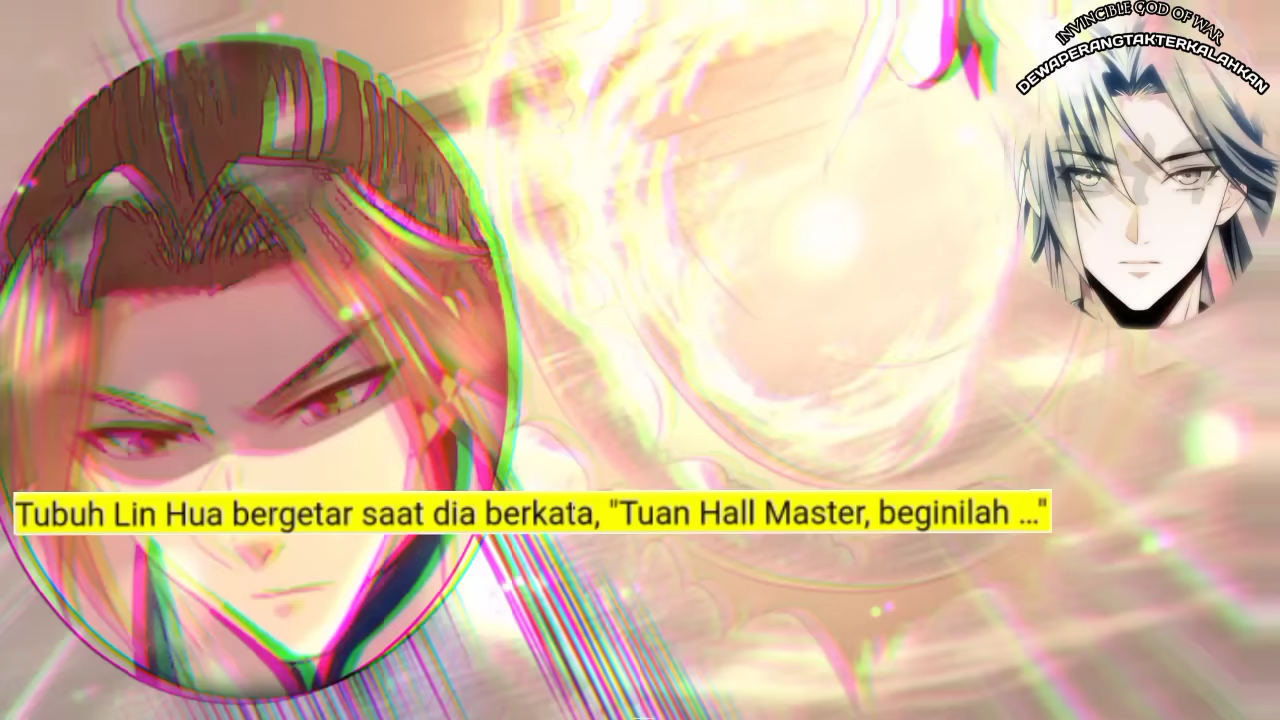 INVINCIBLE GOD OF WAR
DEWAPERANGTAKTERKALAHKAN
Tubuh Lin Hua bergetar saat dia berkata, "Tuan Hall Master, beginilah ..."